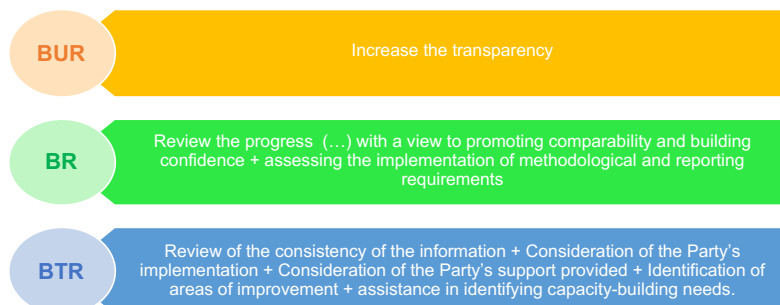 BUR
Increase the transparency
BR
Review the progress (…) with a view to promoting comparability and building
confidence + assessing the implementation of methodological and reporting
requirements
BTR
Review of the consistency of the information + Consideration of the Party's
implementation + Consideration of the Party's support provided + Identification of
areas of improvement + assistance in identifying capacity-building needs.